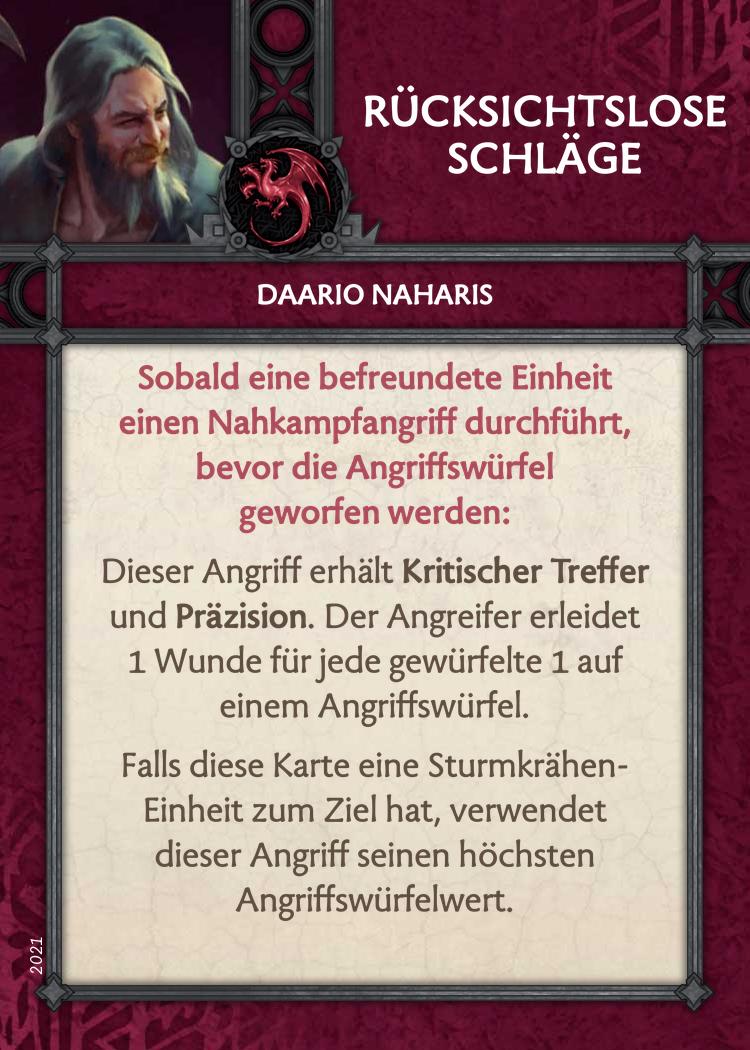 RÜCKSICHTSLOSE
SCHLÄGE
DAARIO NAHARIS
Sobald eine befreundete Einheit
einen Nahkampfangriff durchführt,
bevor die Angriffswürfel
geworfen werden:
Dieser Angriff erhält Kritischer Treffer
und Präzision. Der Angreifer erleidet
1 Wunde für jede gewürfelte 1 auf
einem Angriffswürfel.
Falls diese Karte eine Sturmkrähen-
Einheit zum Ziel hat, verwendet
dieser Angriff seinen höchsten
Angriffswürfelwert.
2021